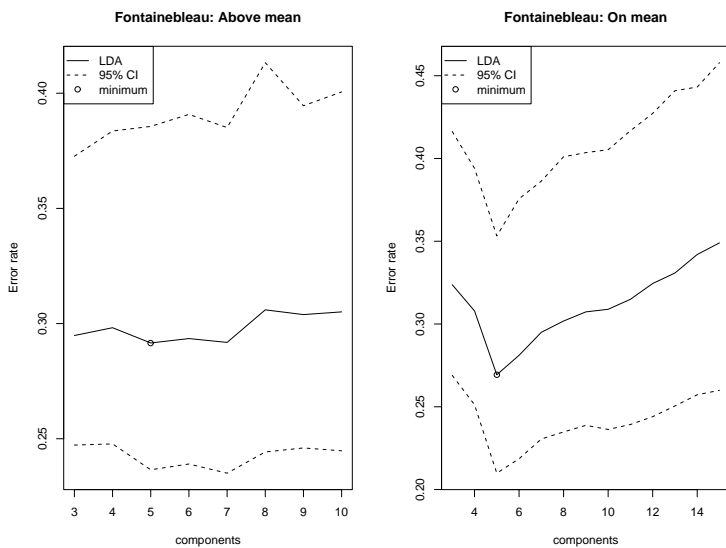 Fontainebleau: Above mean
LDA
95% CI
minimum
Error rate
0.40
0.35
0.30
0.25
3 4 5 6 7 8 9 10
components
Fontainebleau: On mean
LDA
95% CI
minimum
Error rate
0.45
0.40
0.35
0.30
0.25
0.20
4 6 8 10 12 14
components